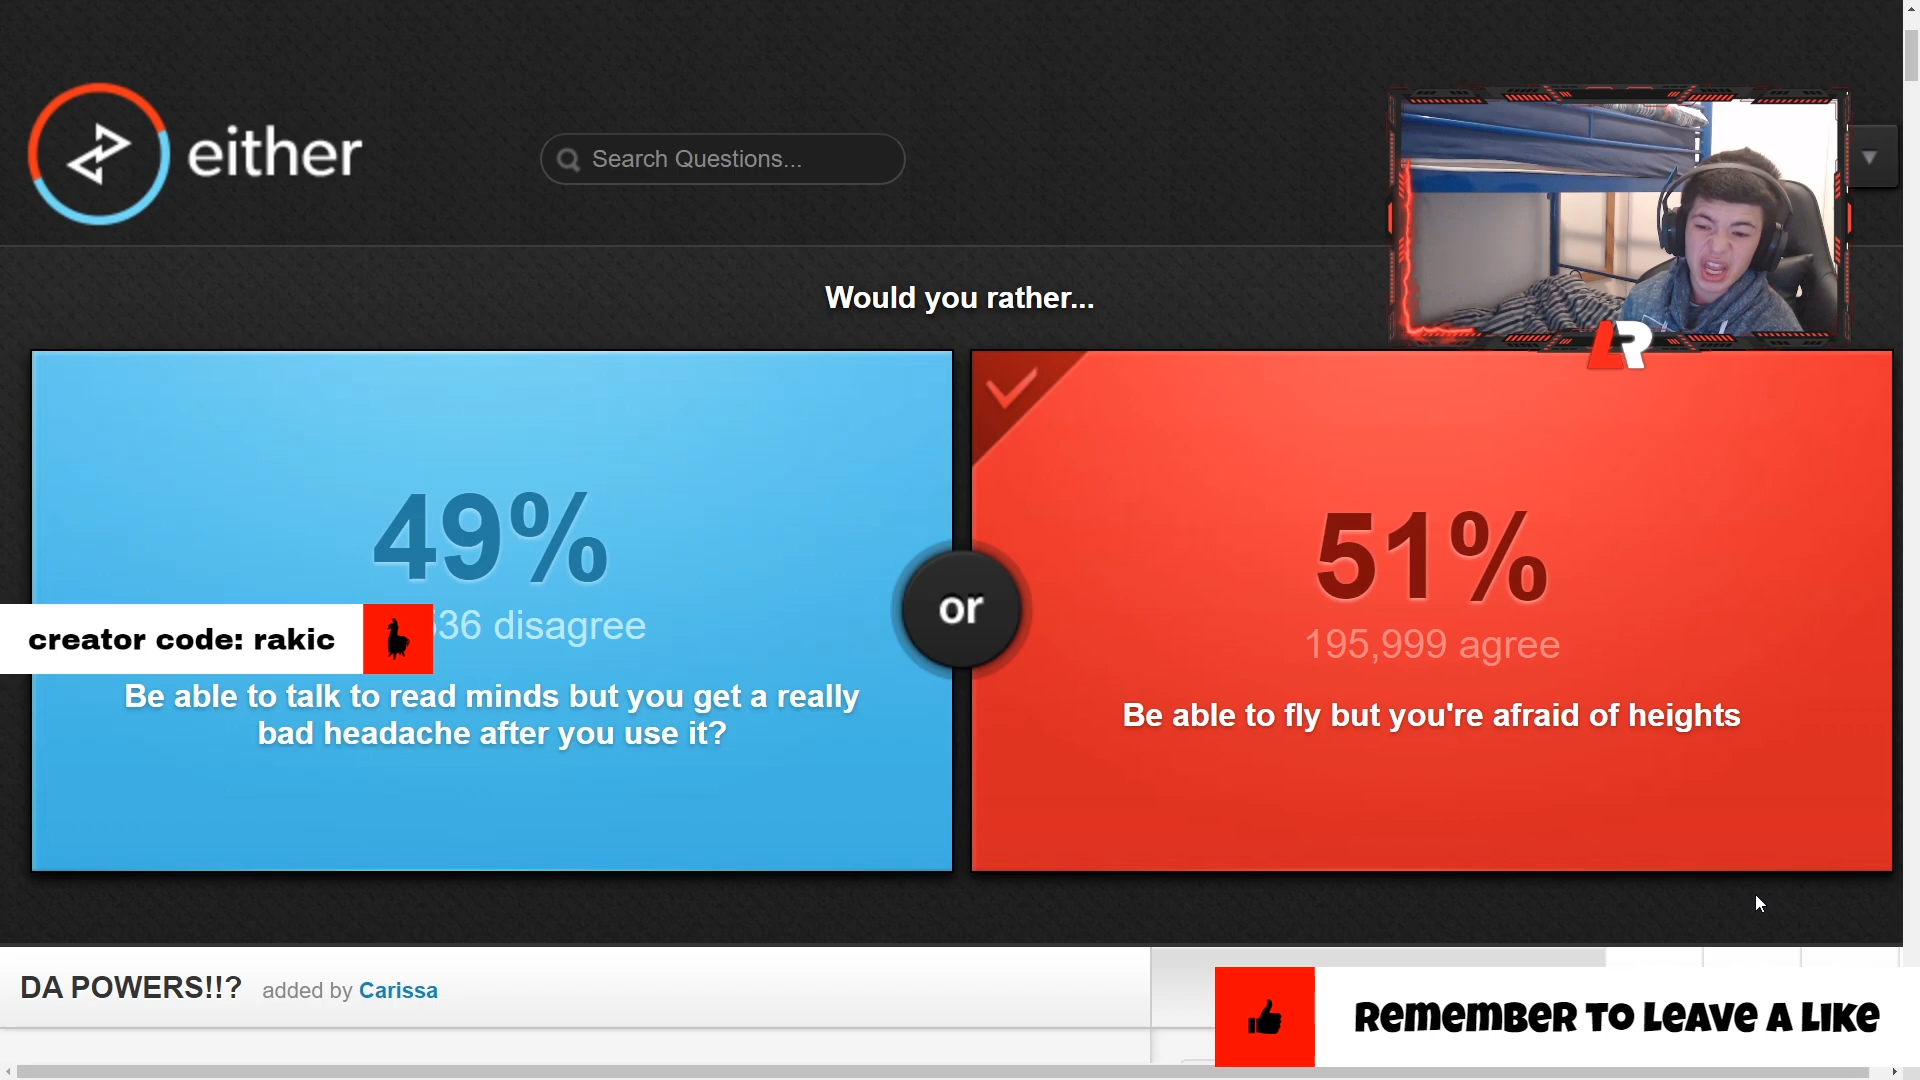 either
Search Questions...
Would you rather...
LR
49%
36 disagree
Be able to talk to read minds but you get a really
bad headache after you use it?
or
51%
195,999 agree
Be able to fly but you're afraid of heights
creator code: rakic
DA POWERS!!? added by Carissa
Remember to leave a like